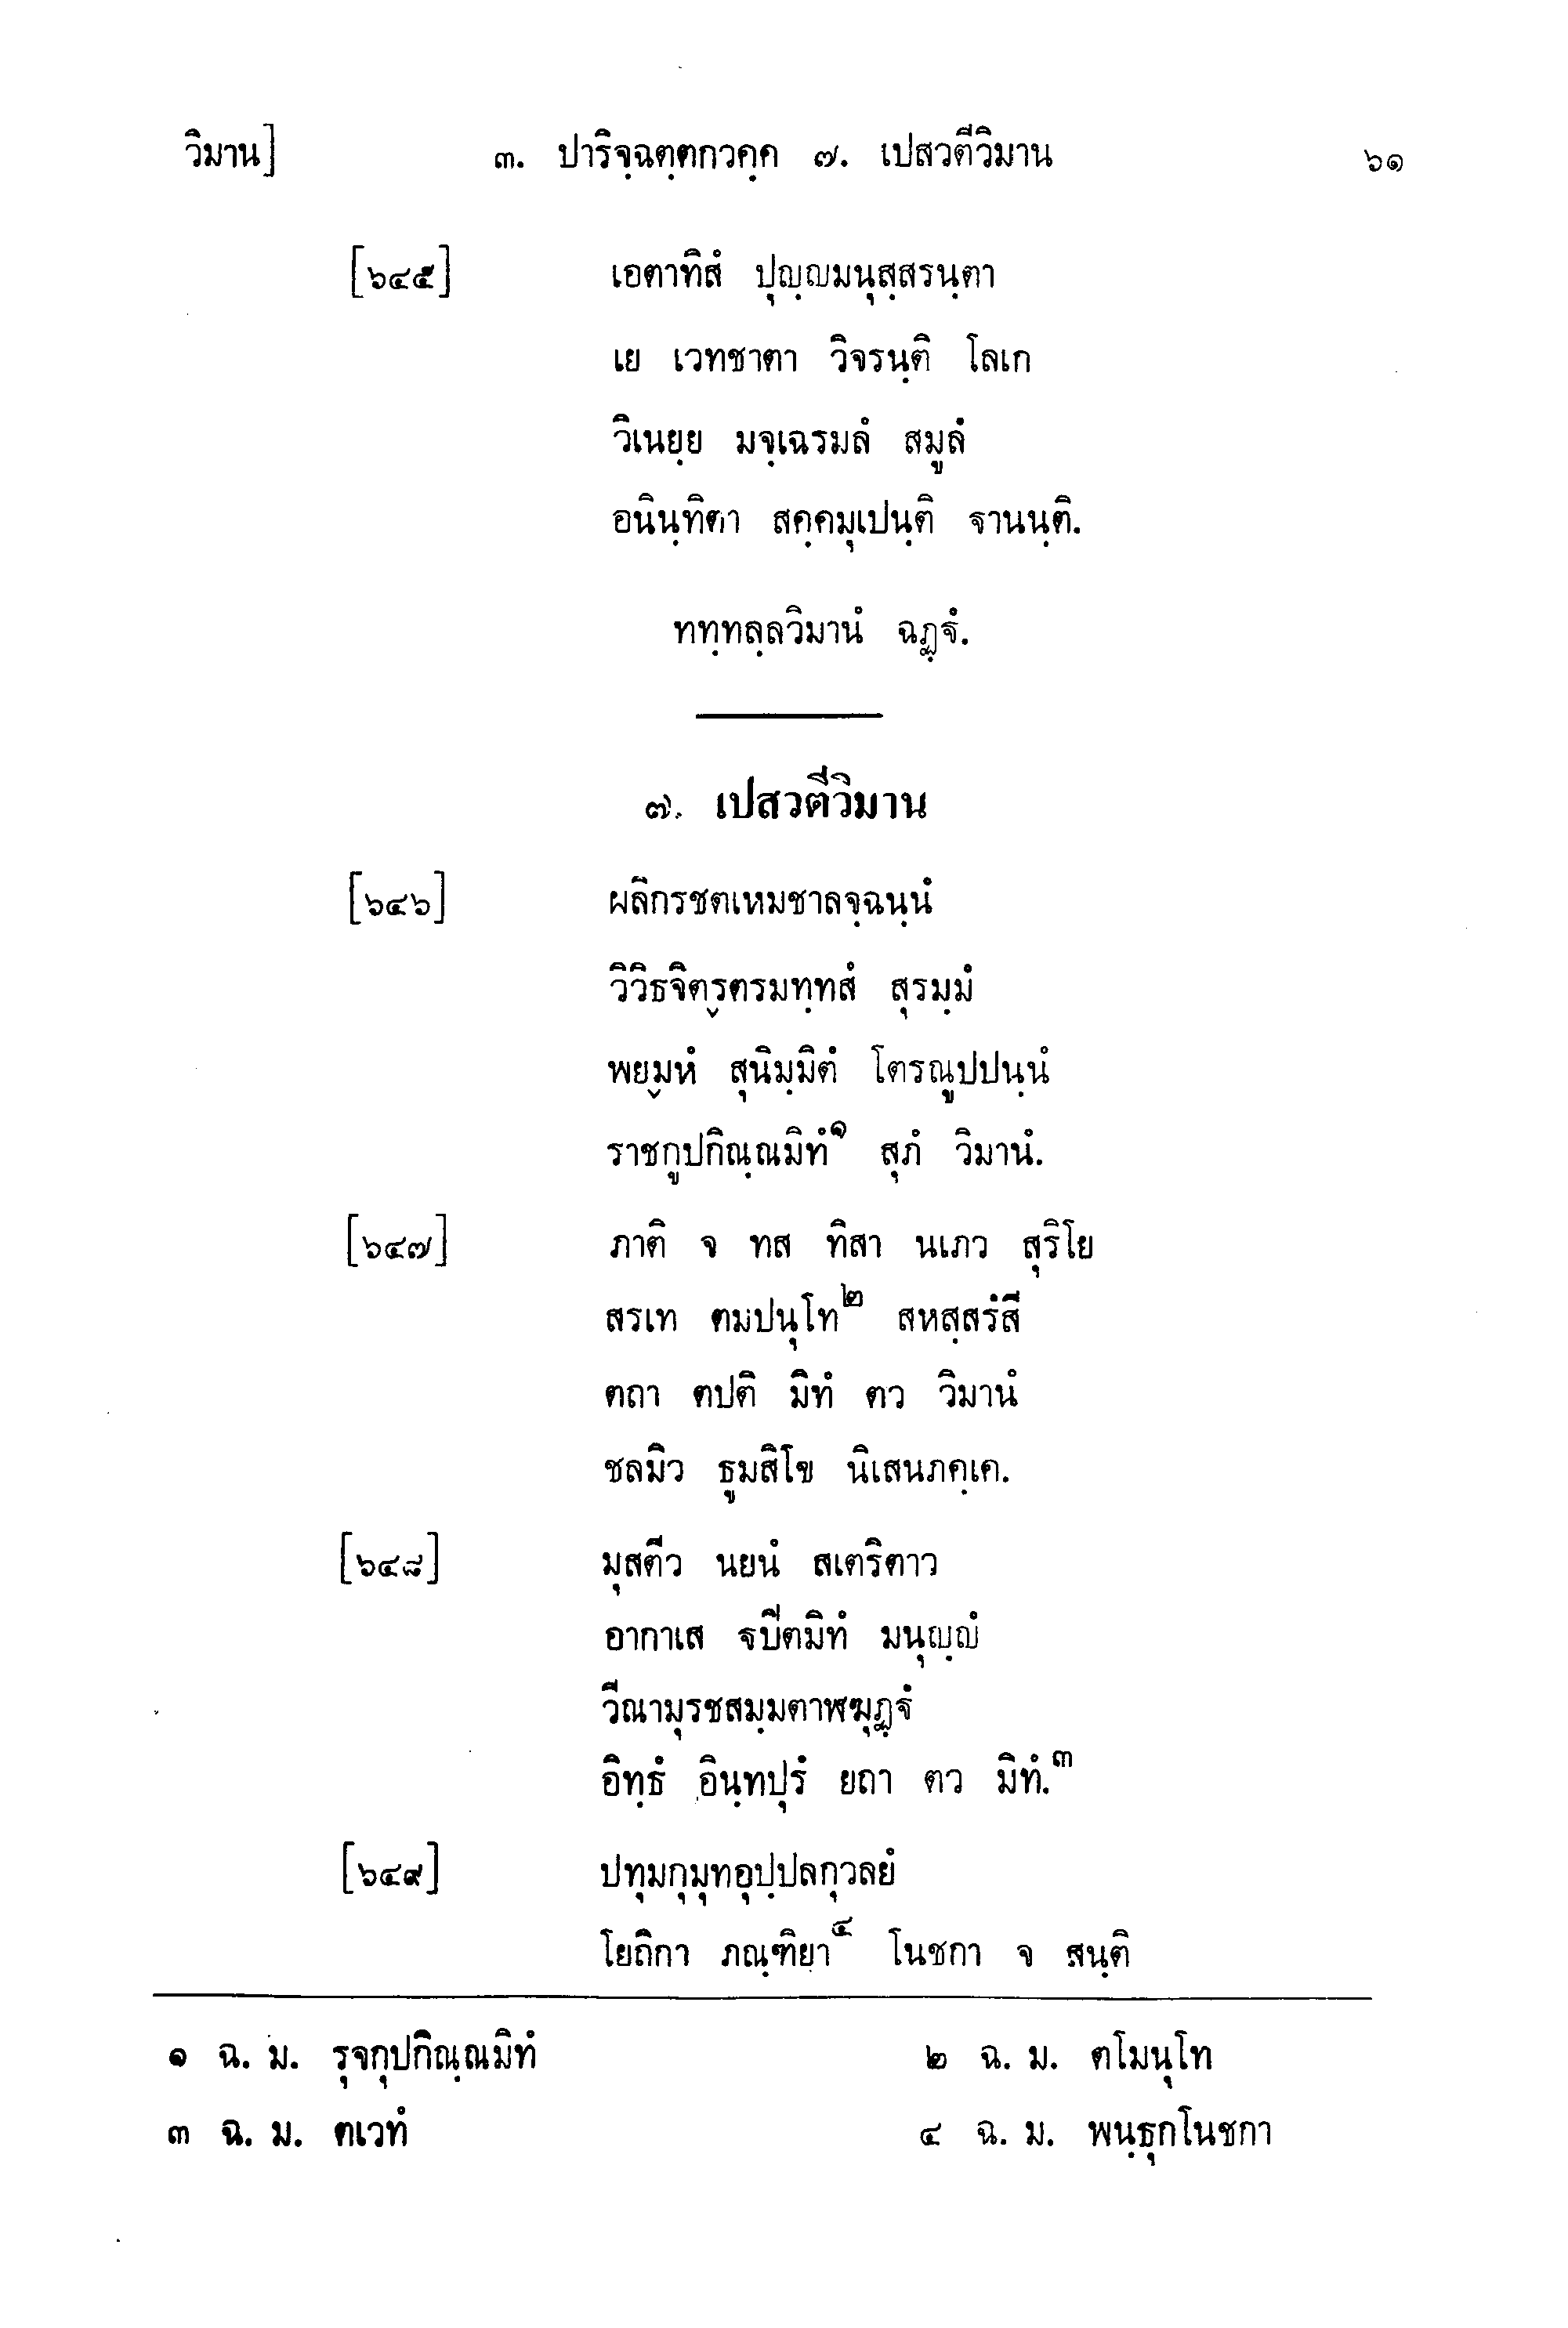 วิมาน] ๓. ปาริจฺฉตฺตกวคฺค ๗. เปสวตีวิมาน ๖๑
[๖๔๕] เอตาทิสํ ปุญฺญมนุสฺสรนฺตา
เย เวทชาตา วิจรนฺติ โลเก
วิเนยฺย มจฺเฉรมลํ สมูลํ
อนินฺทิตา สคฺคมุเปนฺติ ฐานนฺติ.
ททฺทลฺลวิมานํ ฉฏฺฐํ.
๗. เปสวตีวิมาน
[๖๔๖] ผลิกรชตเหมชาลจฺฉนฺนํ
วิวิธจิตฺรตรมทฺทสํ สุรมฺมํ
พยมฺหํ สุนิมฺมิตํ โตรณูปปนฺนํ
ราชกูปกิณฺณมิทํ๑ สุภํ วิมานํ.
[๖๔๗] ภาติ จ ทส ทิสา นเภว สุริโย
สรเท ตมปนุโท๒ สหสฺสรํสี
ตถา ตปติ มิทํ ตว วิมานํ
ชลมิว ธูมสิโข นิเสนภคฺเค.
[๖๔๘] มุสตีว นยนํ สเตริตาว
อากาเส ฐปีตมิทํ มนุญฺญํ
วีณามุรชสมฺมตาฬฆุฏฺฐํ
อิทฺธํ อินฺทปุรํ ยถา ตว มิทํ.๓
[๖๔๙] ปทุมกุมุทอุปฺปลกุวลยํ
โยถิกา ภณฺฑิยา๔ โนชกา จ สนฺติ
๑ ฉ. ม. รุจกุปกิณฺณมิทํ ๒ ฉ. ม. ตโมนุโท
๓ ฉ. ม. ตเวทํ ๔ ฉ. ม. พนฺธุกโนชกา